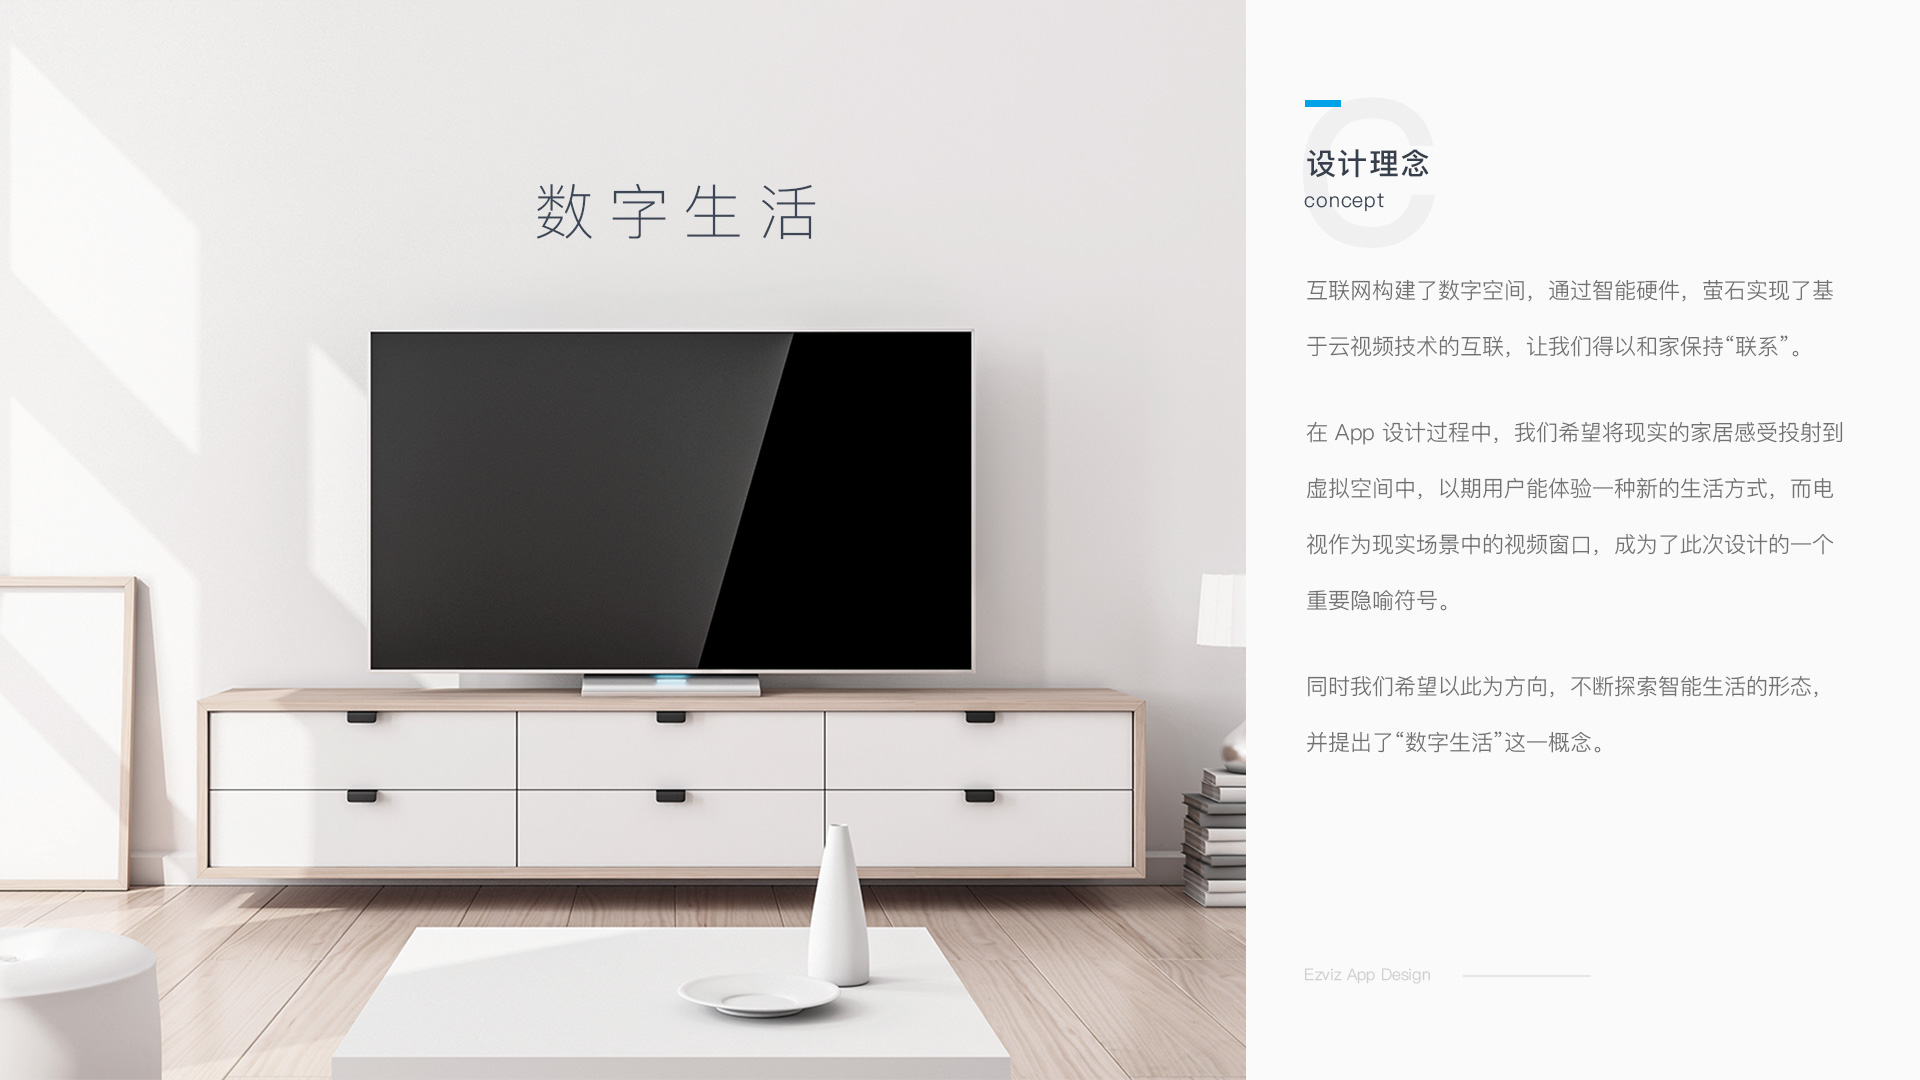 数字生活
C
设计理念
concept
互联网构建了数字空间，通过智能硬件，萤石实现了基
于云视频技术的互联，让我们得以和家保持“联系”。
在 App 设计过程中，我们希望将现实的家居感受投射到
虚拟空间中，以期用户能体验一种新的生活方式，而电
视作为现实场景中的视频窗口，成为了此次设计的一个
重要隐喻符号。
同时我们希望以此为方向，不断探索智能生活的形态，
并提出了“数字生活”这一概念。
Ezviz App Design